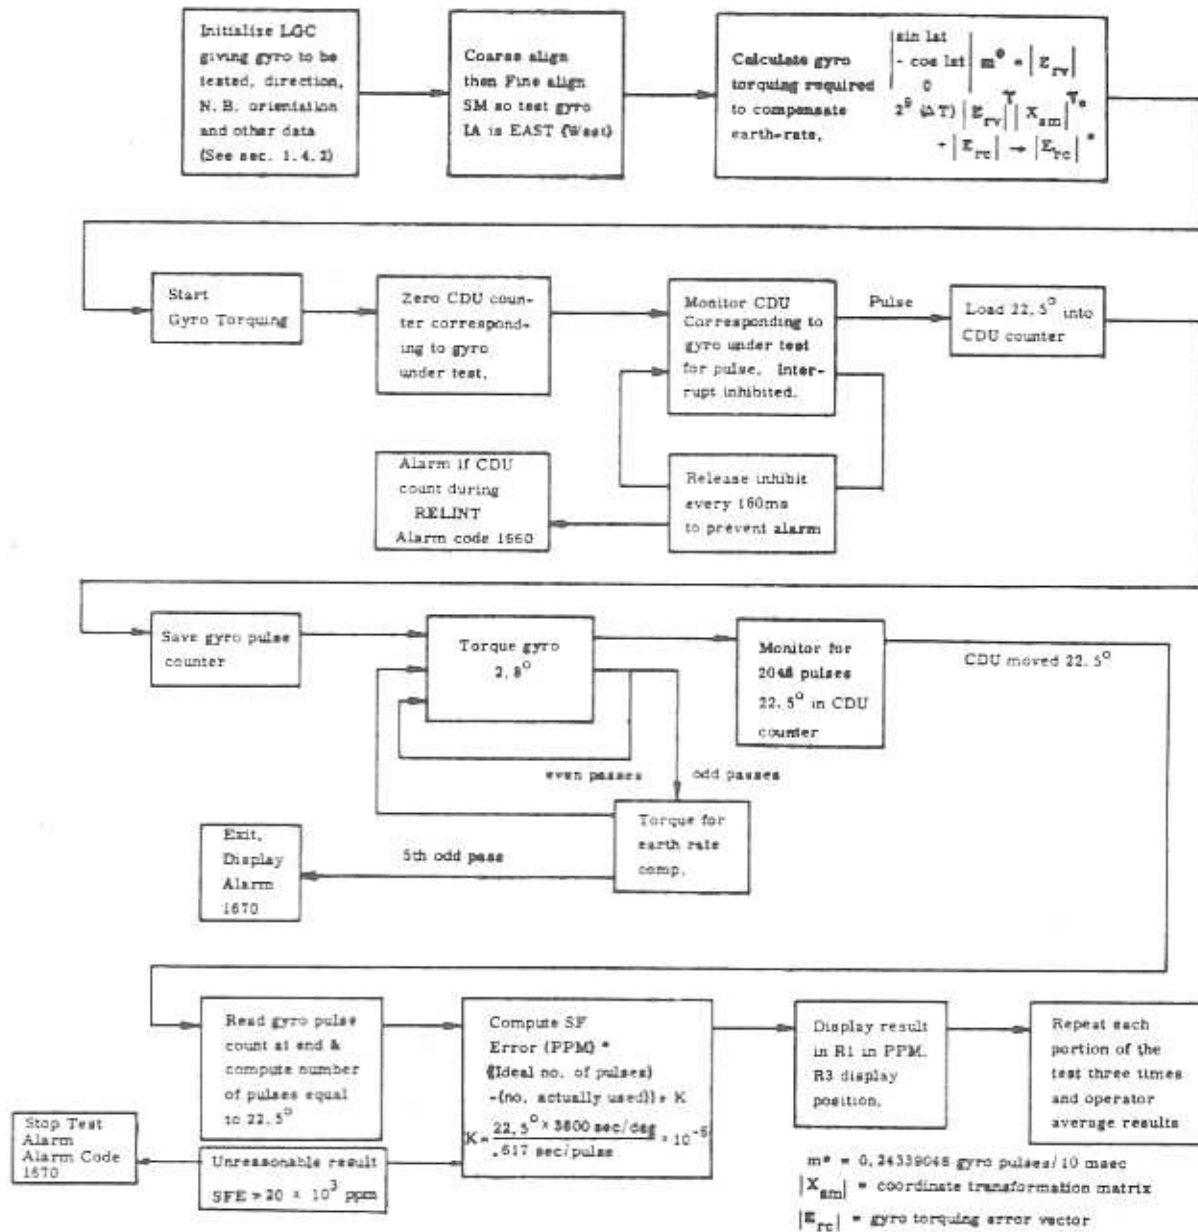 Initialize LGC
giving gyro to be
tested, direction,
N. B. orientation
and other data
(See sec. 1. 4. 2)
Coarse align
then Fine align
SM so test gyro
IA is EAST (West)
Calculate gyro
torquing required
to compensate
earth-rate.
|sin lat|
|- cos lat| m* = |E_rv|
0
2^9 (ΔT) |E_rv|^T |X_sm|^T*
+ |E_rc| → |E_rc| *
Start
Gyro Torquing
Zero CDU coun-
ter correspond-
ing to gyro
under test.
Monitor CDU
Corresponding to
gyro under test
for pulse. Inter-
rupt inhibited.
Pulse
Load 22.5° into
CDU counter
Alarm if CDU
count during
RELINT
Alarm code 1660
Release inhibit
every 160ms
to prevent alarm
Save gyro pulse
counter
Torque gyro
2.8°
Monitor for
2048 pulses
22.5° in CDU
counter
CDU moved 22.5°
even passes
odd passes
Torque for
earth rate
comp.
5th odd pass
Exit,
Display
Alarm
1670
Read gyro pulse
count at end &
compute number
of pulses equal
to 22.5°
Compute SF
Error (PPM) =
((Ideal no. of pulses)
-(no. actually used)) ÷ K
K = 22.5° × 3600 sec/deg
.617 sec/pulse × 10^-6
Display result
in R1 in PPM.
R3 display
position.
Repeat each
portion of the
test three times
and operator
average results
Stop Test
Alarm
Alarm Code
1670
Unreasonable result
SFE > 20 × 10^3 ppm
m* = 0.24339048 gyro pulses/10 msec
|X_sm| = coordinate transformation matrix
|E_rc| = gyro torquing error vector